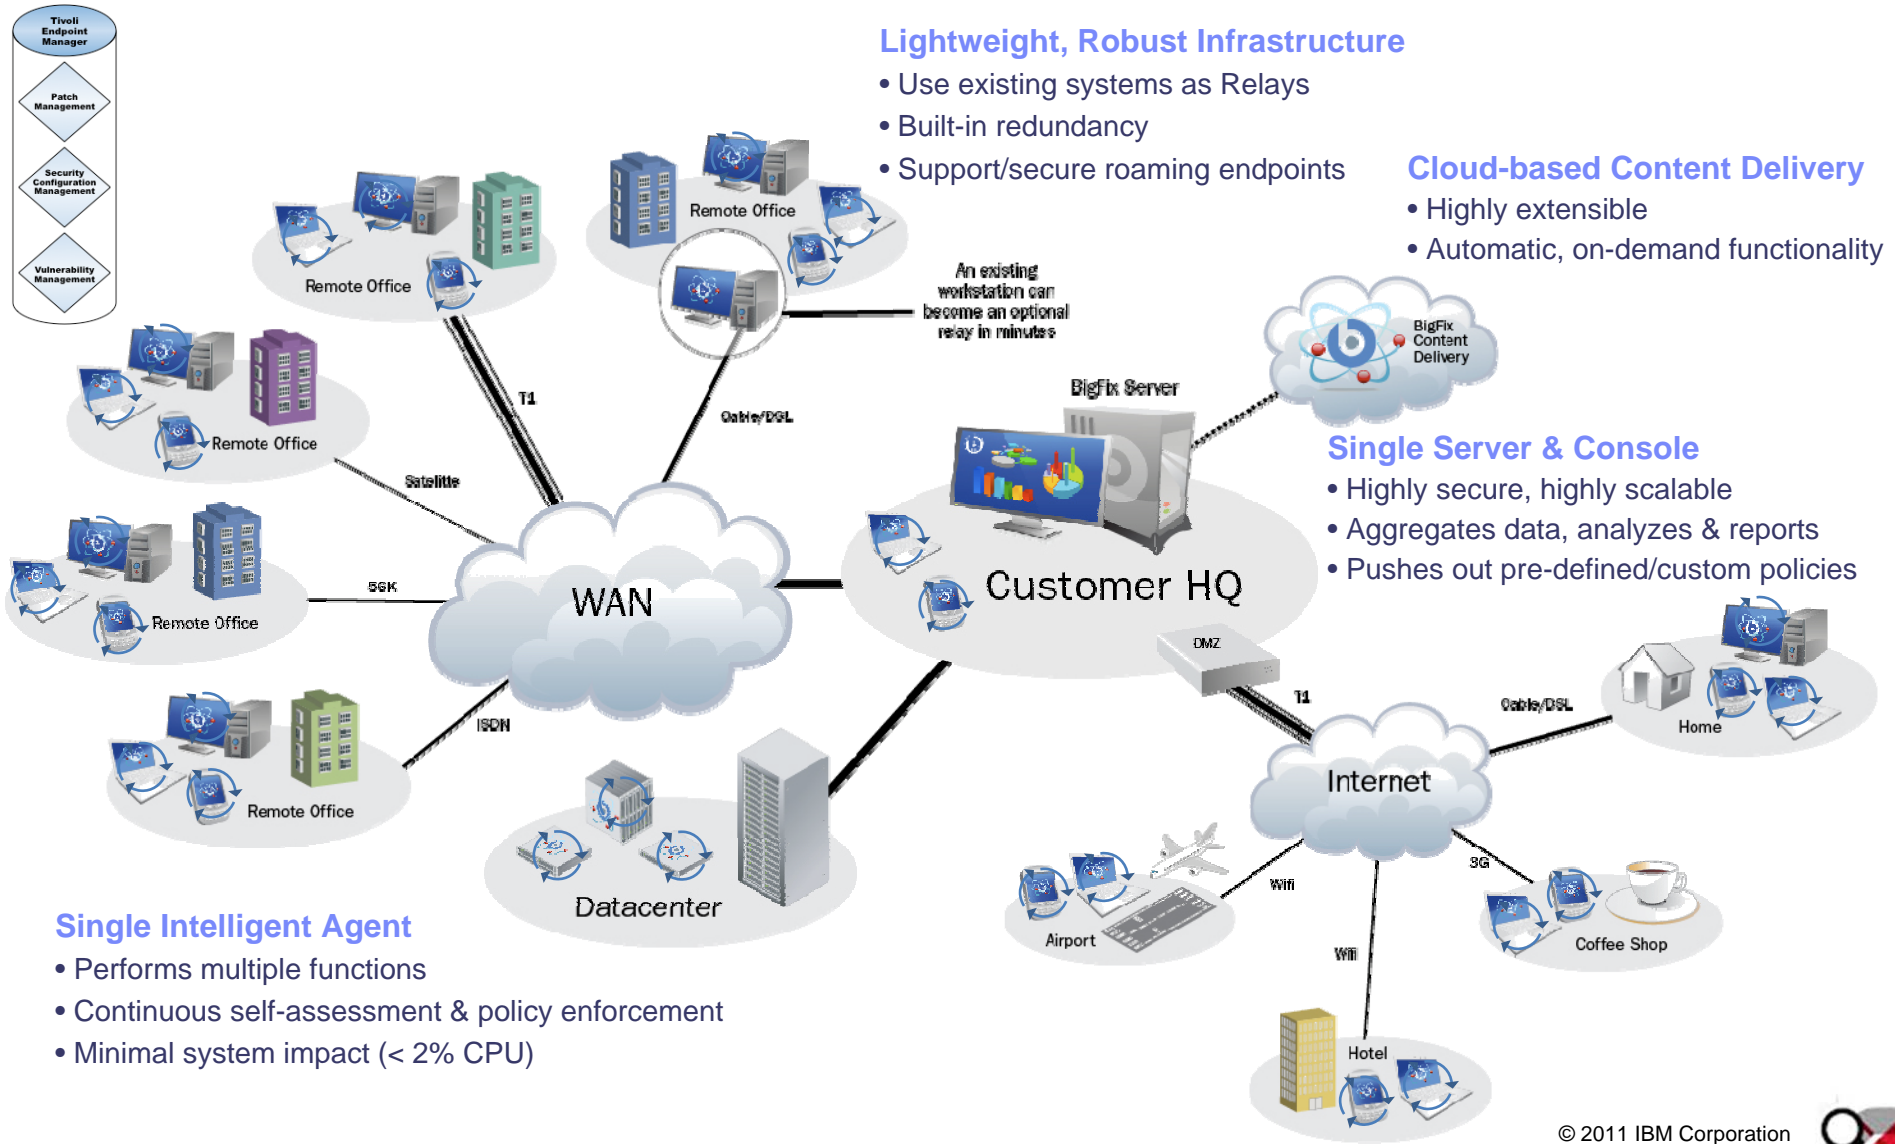 Tivoli
Endpoint
Manager
Patch
Management
Security
Configuration
Management
Vulnerability
Management
Lightweight, Robust Infrastructure
• Use existing systems as Relays
• Built-in redundancy
• Support/secure roaming endpoints
Cloud-based Content Delivery
• Highly extensible
• Automatic, on-demand functionality
Remote Office
Remote Office
An existing
workstation can
become an optional
relay in minutes
BigFix
Content
Delivery
T1
Cable/DSL
BigFix Server
Remote Office
Satellite
Single Server & Console
• Highly secure, highly scalable
• Aggregates data, analyzes & reports
• Pushes out pre-defined/custom policies
56K
WAN
Customer HQ
Remote Office
DMZ
ISDN
T1
Cable/DSL
Home
Remote Office
Internet
Datacenter
Wifi
3G
Airport
Coffee Shop
Wifi
Hotel
Single Intelligent Agent
• Performs multiple functions
• Continuous self-assessment & policy enforcement
• Minimal system impact (< 2% CPU)
© 2011 IBM Corporation